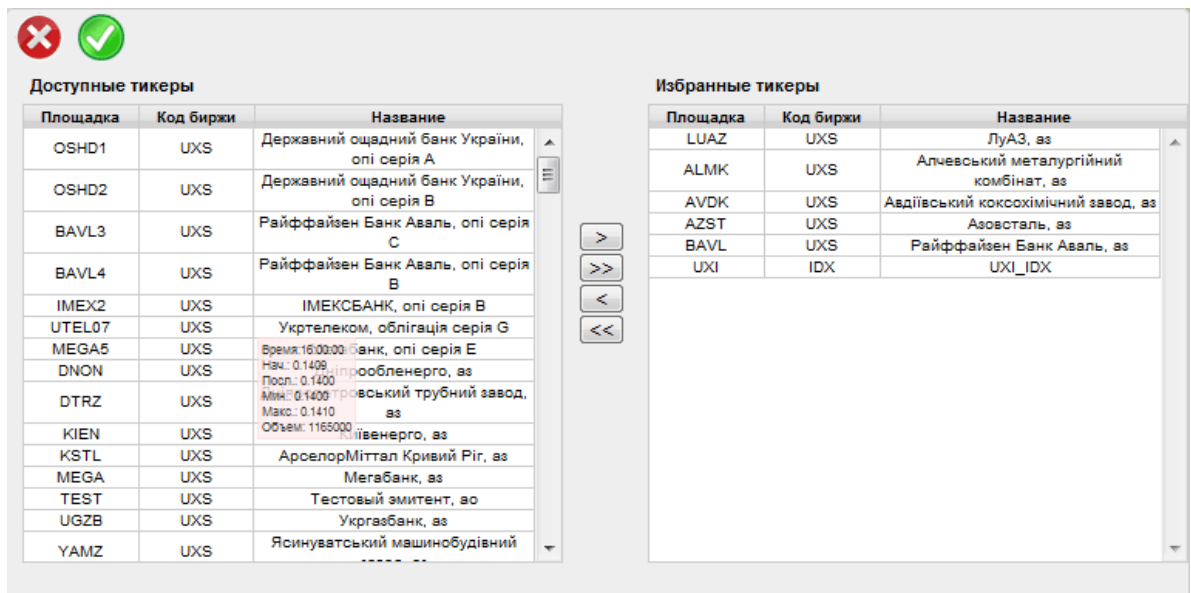 Доступные тикеры
Площадка Код биржи Название
OSHD1 UXS Державний ощадний банк України,
опі серія А
OSHD2 UXS Державний ощадний банк України,
опі серія В
BAVL3 UXS Райффайзен Банк Аваль, опі серія
С
BAVL4 UXS Райффайзен Банк Аваль, опі серія
В
IMEX2 UXS ІМЕКСБАНК, опі серія В
UTEL07 UXS Укртелеком, облігація серія G
MEGA5 UXS банк, опі серія Е
DNON UXS
DTRZ UXS трубний завод,
аз
KIEN UXS аз
KSTL UXS АрселорМіттал Кривий Ріг, аз
MEGA UXS Мегабанк, аз
TEST UXS Тестовый эмитент, ао
UGZB UXS Укргазбанк, аз
YAMZ UXS Ясинуватський машинобудівний
Время:16:00:00
Нач.: 0.1409
Посл.: 0.1400
Мин.: 0.1400
Макс.: 0.1410
Объем: 1165000
>
>>
<
<<
Избранные тикеры
Площадка Код биржи Название
LUAZ UXS ЛуАЗ, аз
ALMK UXS Алчевський металургійний
комбінат, аз
AVDK UXS Авдіївський коксохімічний завод, аз
AZST UXS Азовсталь, аз
BAVL UXS Райффайзен Банк Аваль, аз
UXI IDX UXI_IDX